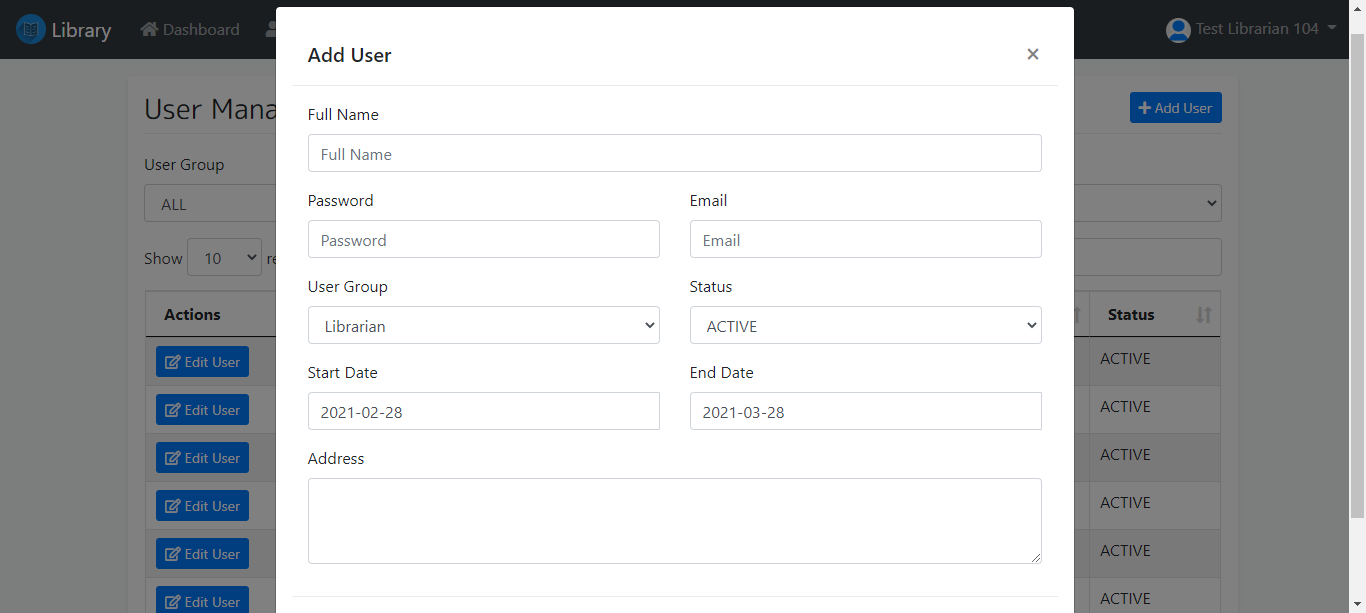 Library Dashboard Test Librarian 104
Add User ×
User Mana + Add User
Full Name
Full Name
User Group
ALL
Password Email
Password Email
Show 10 re
User Group Status
Librarian ACTIVE
Actions Status
Edit User ACTIVE
Start Date End Date
2021-02-28 2021-03-28
Edit User ACTIVE
Address
Edit User ACTIVE
Edit User ACTIVE
Edit User ACTIVE
Edit User ACTIVE